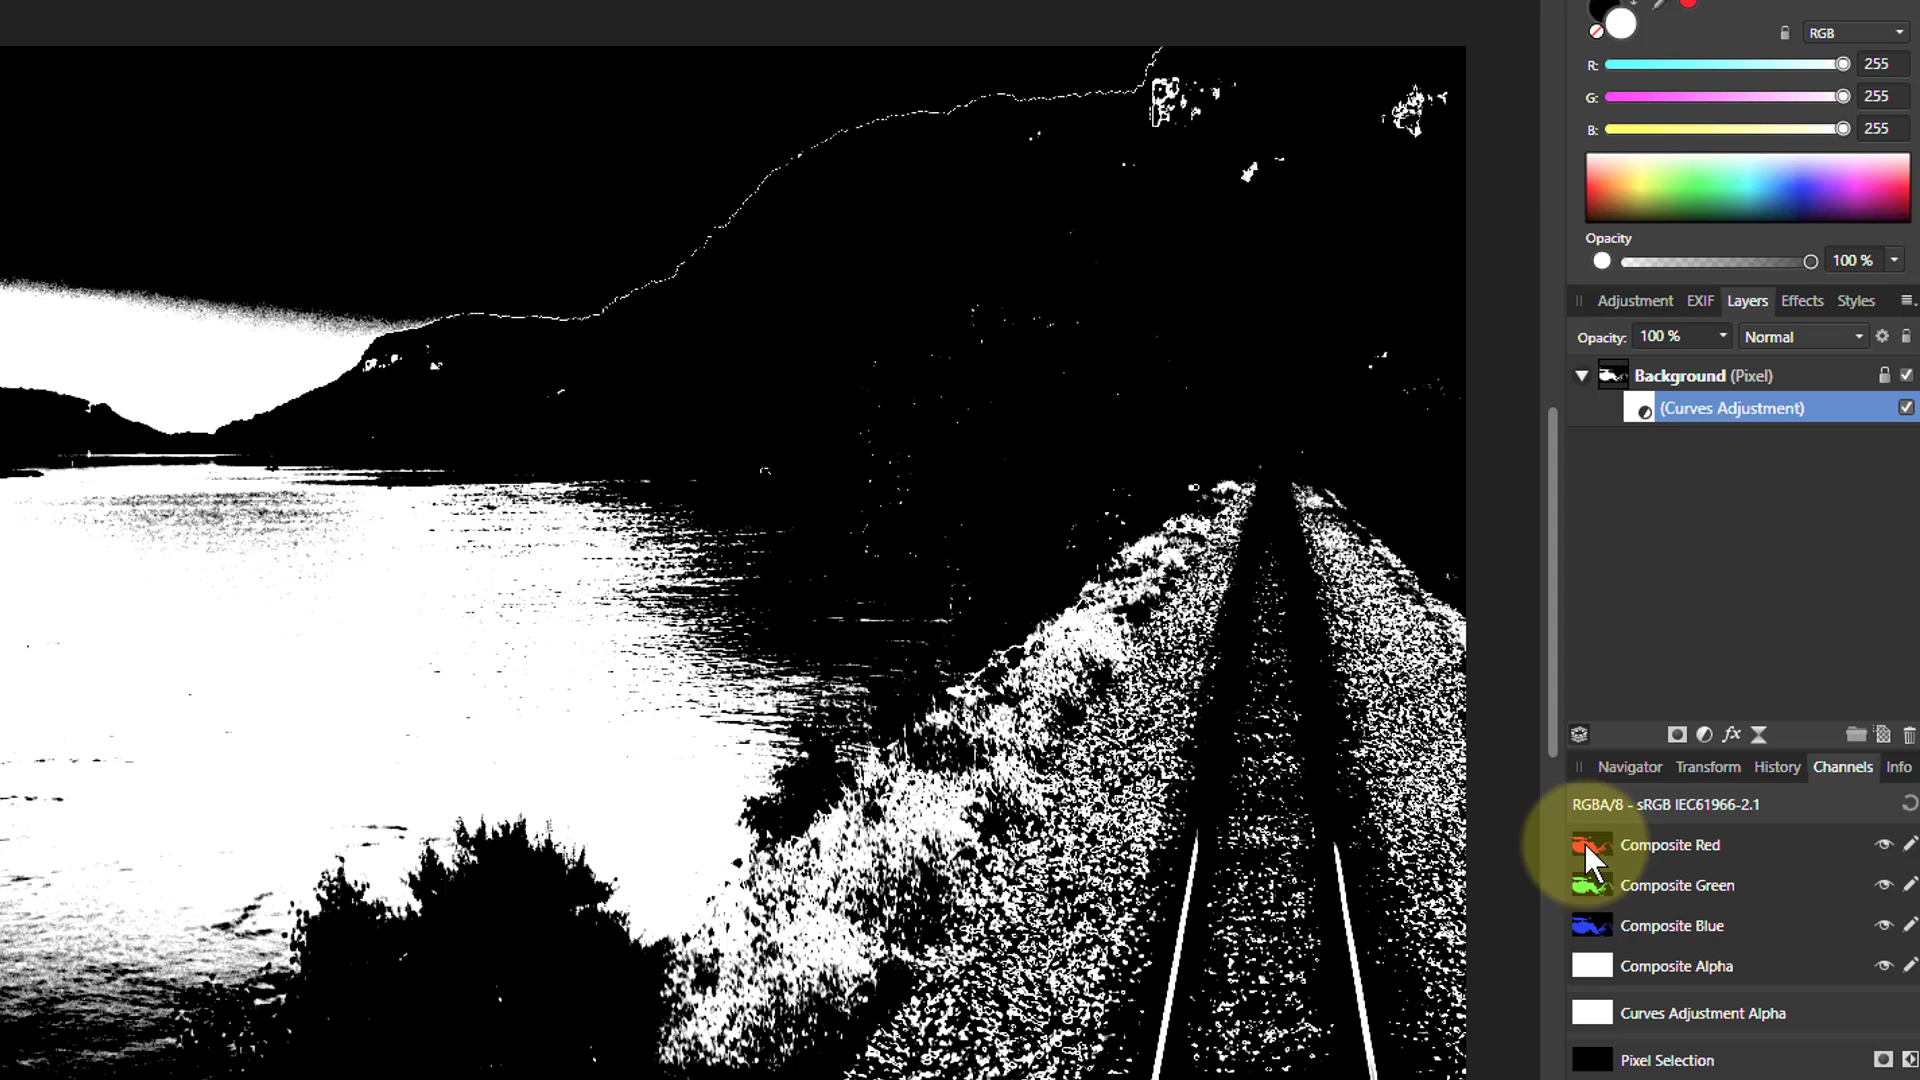 RGB
R: 255
G: 255
B: 255
Opacity
100 %
Adjustment EXIF Layers Effects Styles
Opacity: 100 % Normal
Background (Pixel)
(Curves Adjustment)
fx
Navigator Transform History Channels Info
RGBA/8 - sRGB IEC61966-2.1
Composite Red
Composite Green
Composite Blue
Composite Alpha
Curves Adjustment Alpha
Pixel Selection